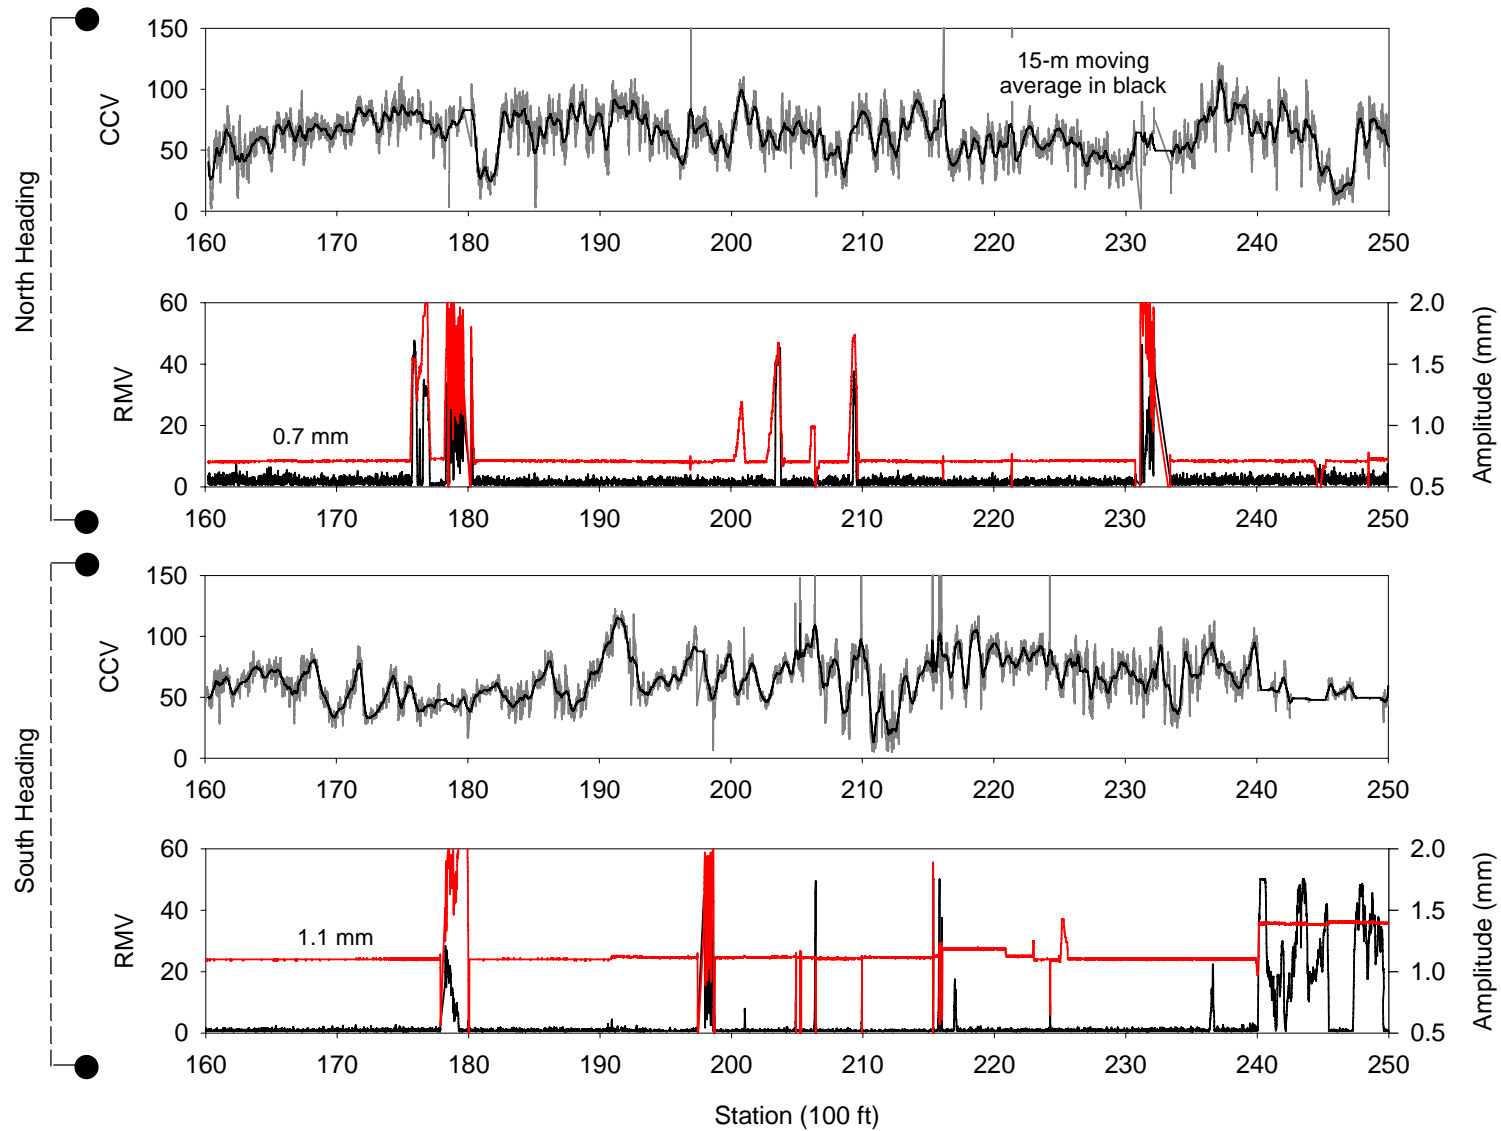 North Heading
CCV
150
100
50
0
15-m moving
average in black
160 170 180 190 200 210 220 230 240 250
RMV
60
40
20
0
0.7 mm
2.0
1.5
1.0
0.5
Amplitude (mm)
160 170 180 190 200 210 220 230 240 250
South Heading
CCV
150
100
50
0
160 170 180 190 200 210 220 230 240 250
RMV
60
40
20
0
1.1 mm
2.0
1.5
1.0
0.5
Amplitude (mm)
160 170 180 190 200 210 220 230 240 250
Station (100 ft)